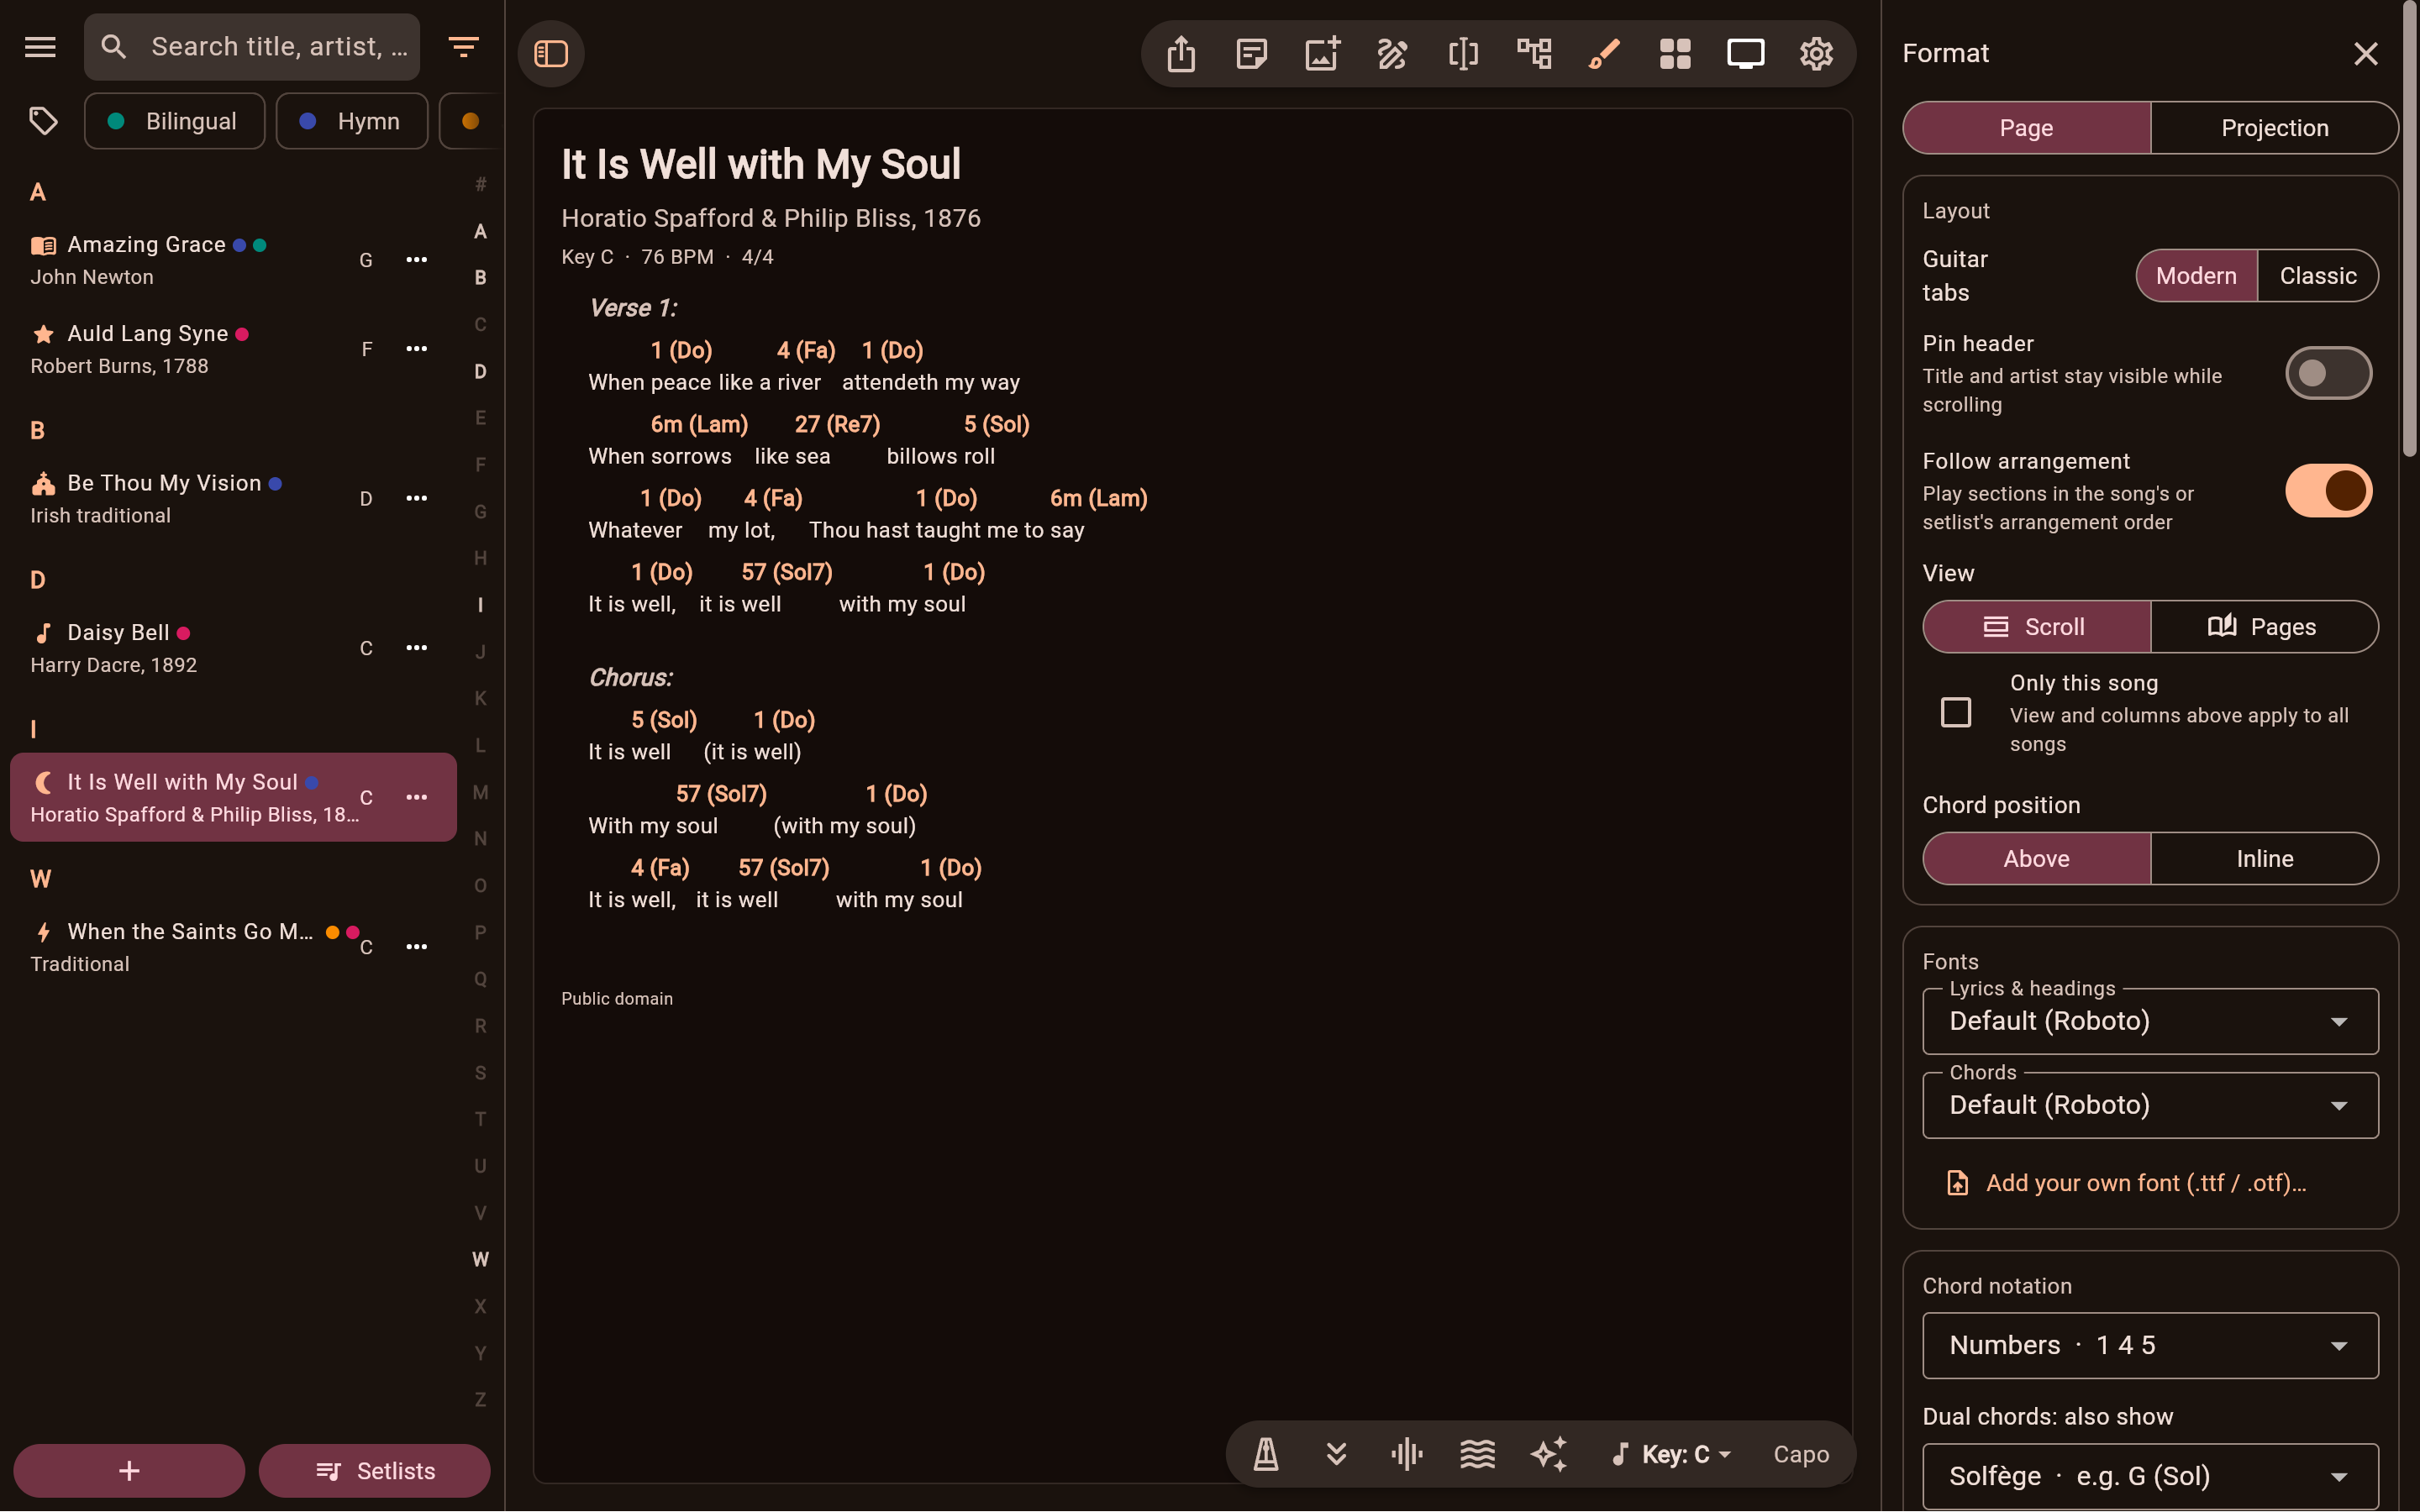 Search title, artist, ...
Bilingual
Hymn
A
Amazing Grace
G
John Newton
Auld Lang Syne
F
Robert Burns, 1788
B
Be Thou My Vision
D
Irish traditional
D
Daisy Bell
C
Harry Dacre, 1892
I
It Is Well with My Soul
C
Horatio Spafford & Philip Bliss, 18...
W
When the Saints Go M...
C
Traditional
#
A
B
C
D
E
F
G
H
I
J
K
L
M
N
O
P
Q
R
S
T
U
V
W
X
Y
Z
+
Setlists
It Is Well with My Soul
Horatio Spafford & Philip Bliss, 1876
Key C · 76 BPM · 4/4
Verse 1:
1 (Do) 4 (Fa) 1 (Do)
When peace like a river attendeth my way
6m (Lam) 27 (Re7) 5 (Sol)
When sorrows like sea billows roll
1 (Do) 4 (Fa) 1 (Do) 6m (Lam)
Whatever my lot, Thou hast taught me to say
1 (Do) 57 (Sol7) 1 (Do)
It is well, it is well with my soul
Chorus:
5 (Sol) 1 (Do)
It is well (it is well)
57 (Sol7) 1 (Do)
With my soul (with my soul)
4 (Fa) 57 (Sol7) 1 (Do)
It is well, it is well with my soul
Public domain
Key: C
Capo
Format
Page
Projection
Layout
Guitar
tabs
Modern
Classic
Pin header
Title and artist stay visible while
scrolling
Follow arrangement
Play sections in the song's or
setlist's arrangement order
View
Scroll
Pages
Only this song
View and columns above apply to all
songs
Chord position
Above
Inline
Fonts
Lyrics & headings
Default (Roboto)
Chords
Default (Roboto)
Add your own font (.ttf / .otf)...
Chord notation
Numbers · 1 4 5
Dual chords: also show
Solfège · e.g. G (Sol)